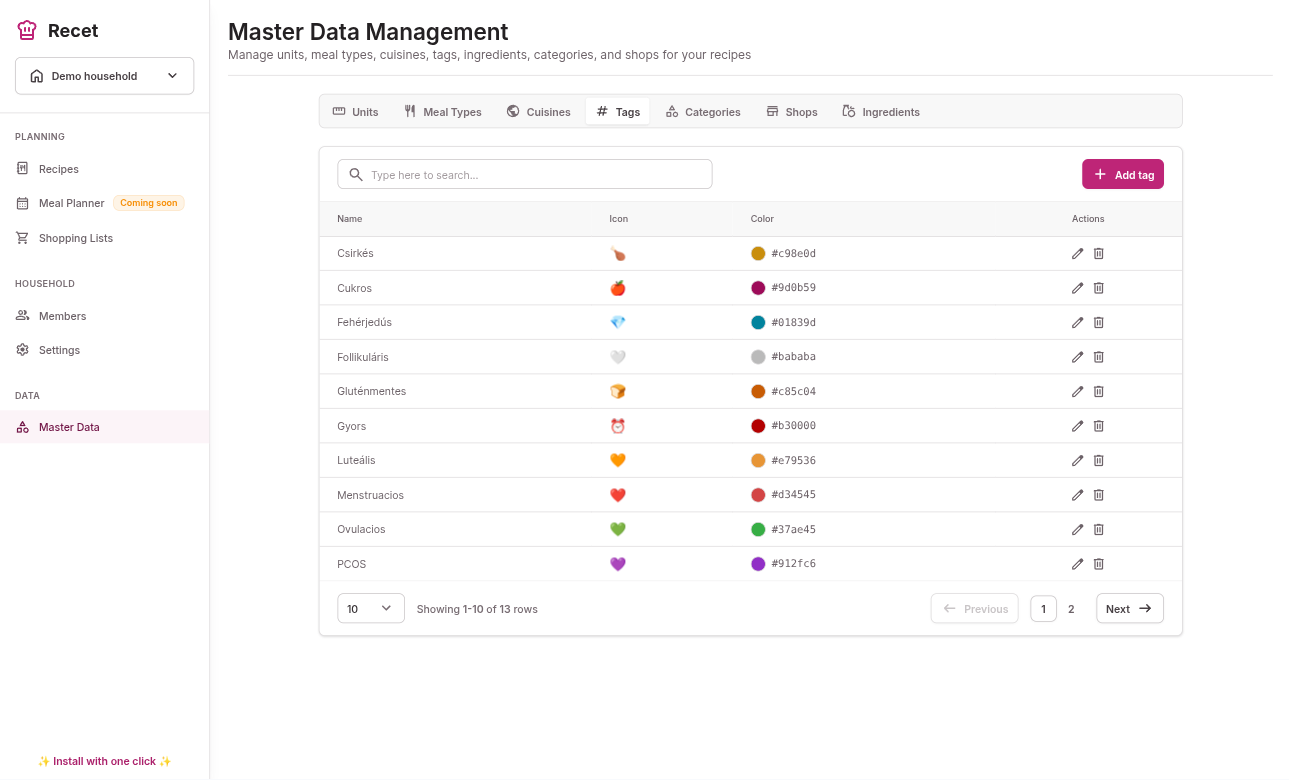 Recet
Demo household
PLANNING
Recipes
Meal Planner Coming soon
Shopping Lists
HOUSEHOLD
Members
Settings
DATA
Master Data
✨ Install with one click ✨
Master Data Management
Manage units, meal types, cuisines, tags, ingredients, categories, and shops for your recipes
Units Meal Types Cuisines # Tags Categories Shops Ingredients
Type here to search...
+ Add tag
Name Icon Color Actions
Csirkés 🍗 #c98e0d
Cukros 🍎 #9d0b59
Fehérjedús 💎 #01839d
Follikuláris 🤍 #bababa
Gluténmentes 🍞 #c85c04
Gyors ⏰ #b30000
Luteális 🧡 #e79536
Menstruacios ❤️ #d34545
Ovulacios 💚 #37ae45
PCOS 💜 #912fc6
10 Showing 1-10 of 13 rows ← Previous 1 2 Next →